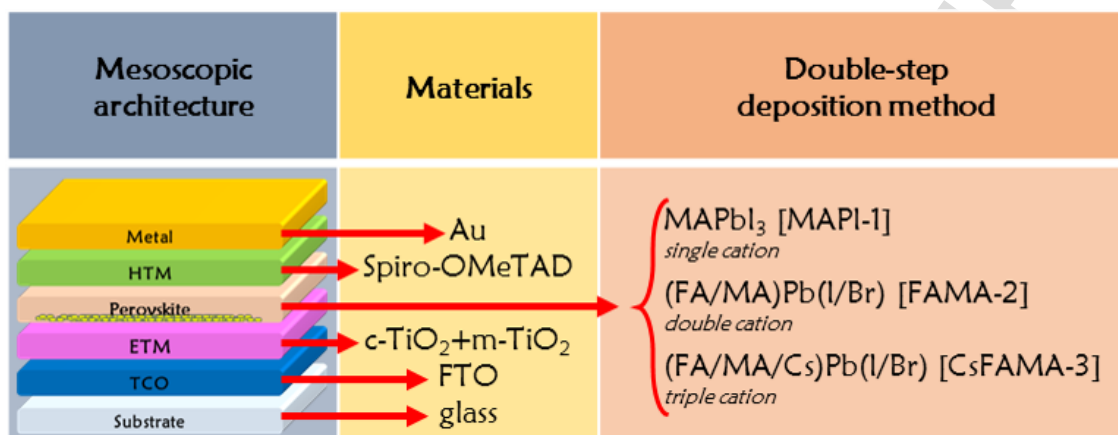 Mesoscopic
architecture
Materials
Double-step
deposition method
Metal
HTM
Perovskite
ETM
TCO
Substrate
Au
Spiro-OMeTAD
c-TiO₂+m-TiO₂
FTO
glass
MAPbI₃ [MAPI-1]
single cation
(FA/MA)Pb(I/Br) [FAMA-2]
double cation
(FA/MA/Cs)Pb(I/Br) [CsFAMA-3]
triple cation